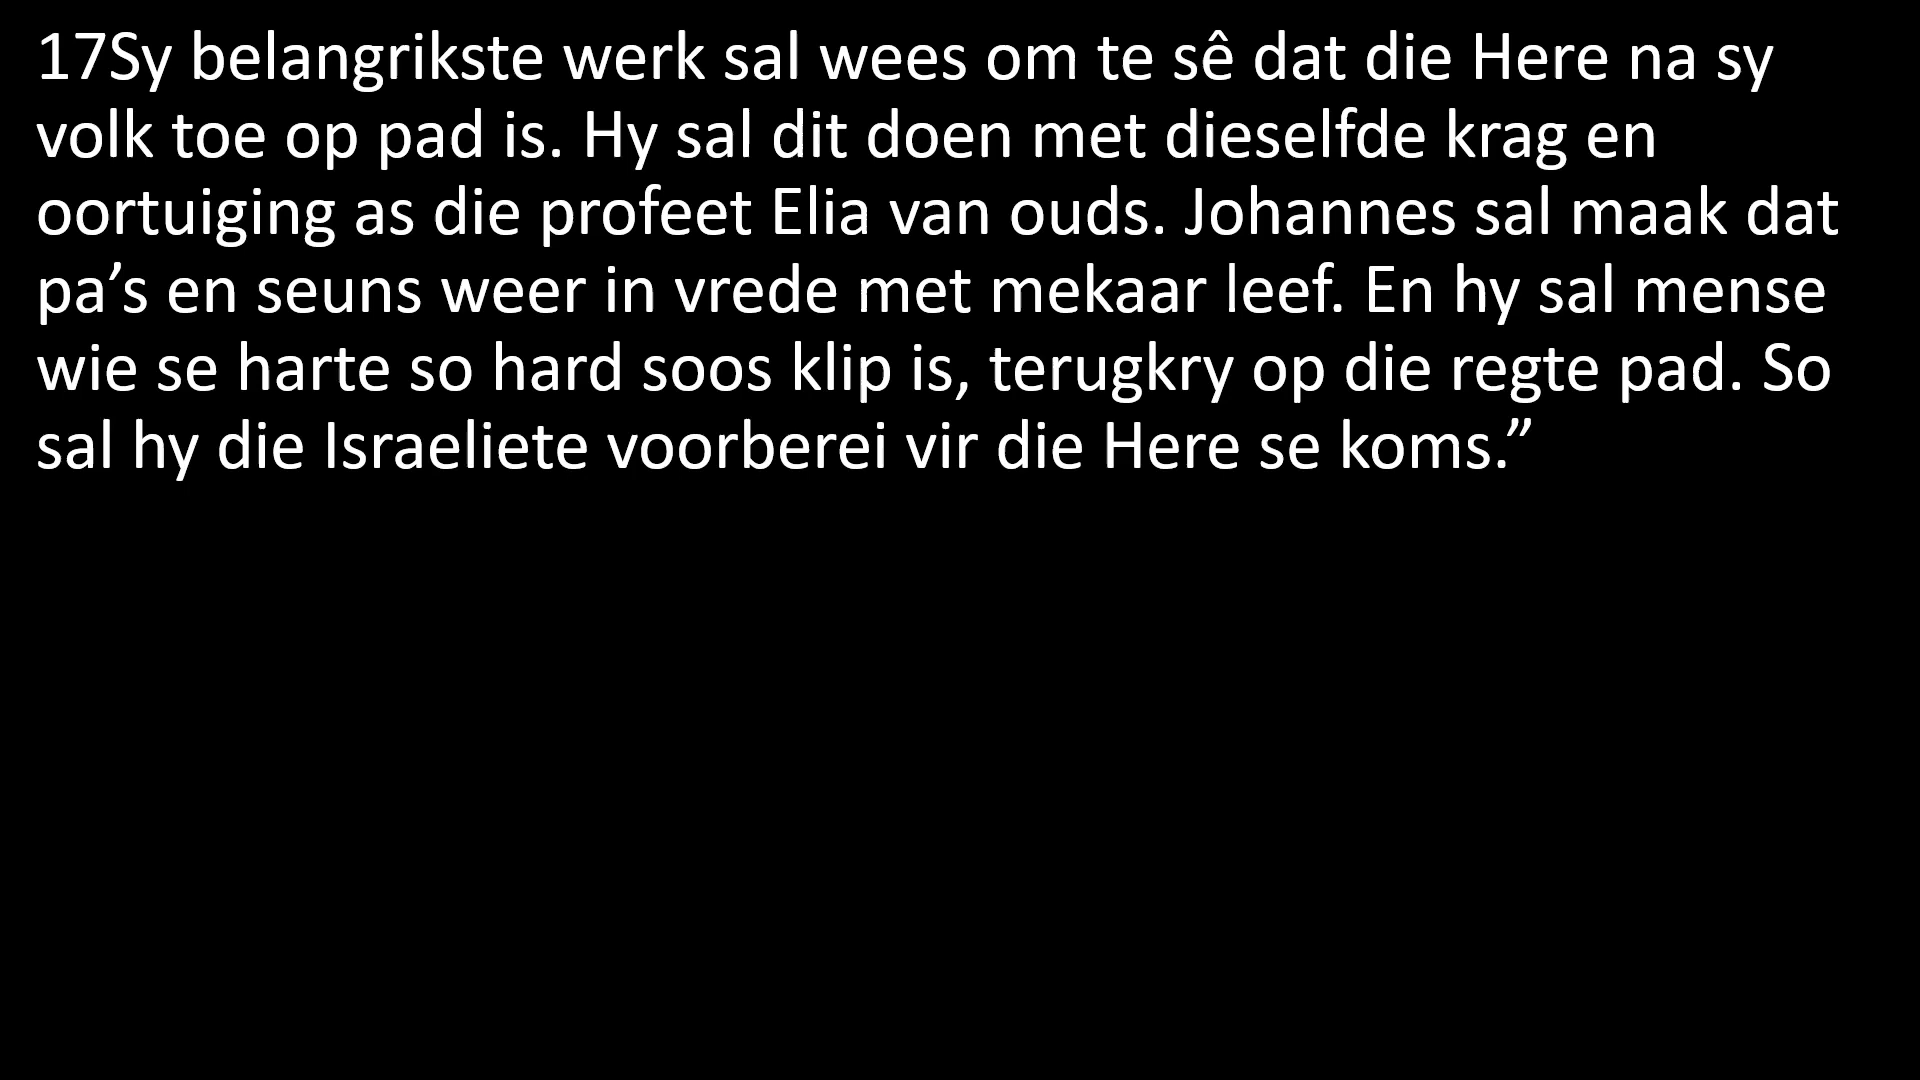 17Sy belangrikste werk sal wees om te sê dat die Here na sy
volk toe op pad is. Hy sal dit doen met dieselfde krag en
oortuiging as die profeet Elia van ouds. Johannes sal maak dat
pa’s en seuns weer in vrede met mekaar leef. En hy sal mense
wie se harte so hard soos klip is, terugkry op die regte pad. So
sal hy die Israeliete voorberei vir die Here se koms.”